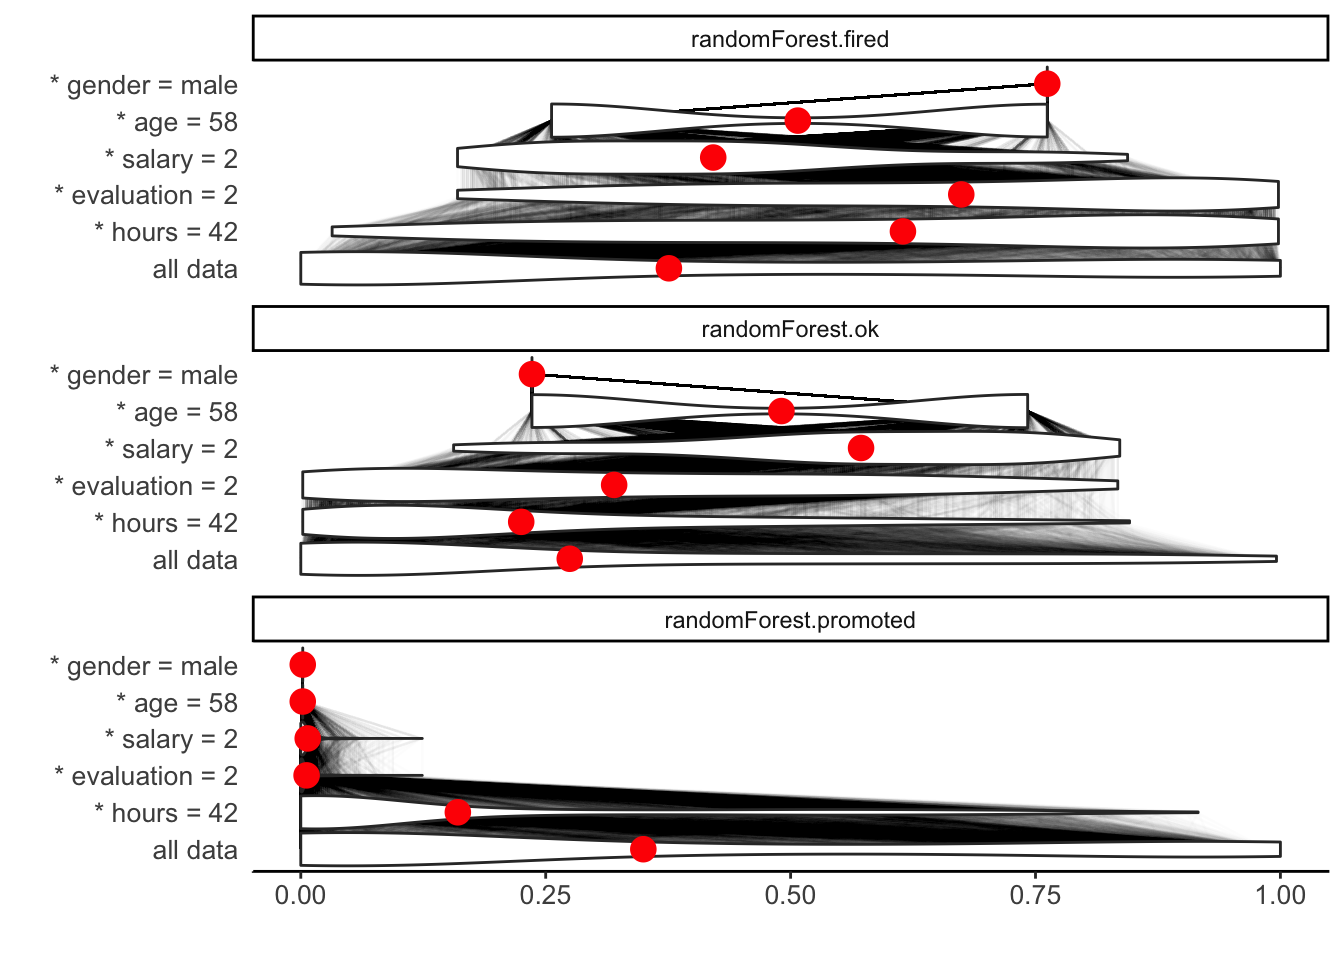 randomForest.fired
* gender = male
* age = 58
* salary = 2
* evaluation = 2
* hours = 42
all data
randomForest.ok
* gender = male
* age = 58
* salary = 2
* evaluation = 2
* hours = 42
all data
randomForest.promoted
* gender = male
* age = 58
* salary = 2
* evaluation = 2
* hours = 42
all data
0.00 0.25 0.50 0.75 1.00